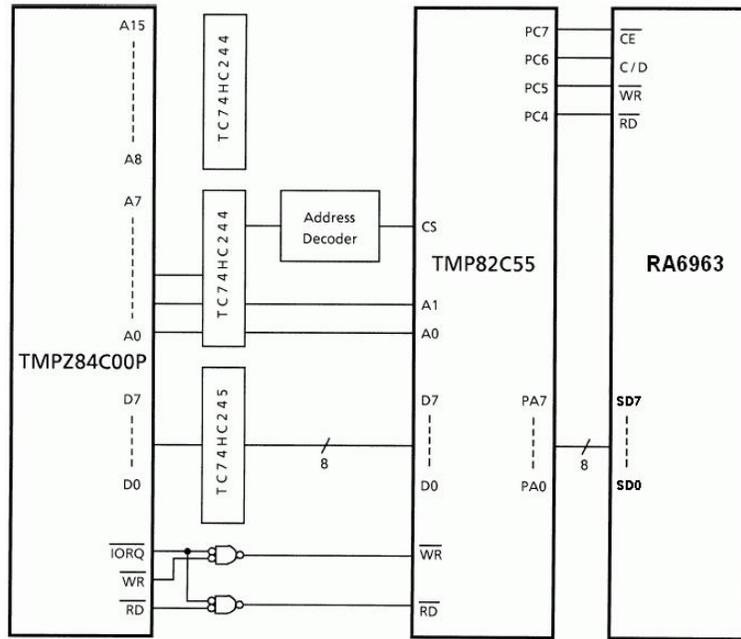 A15
A8
A7
A0
TMPZ84C00P
D7
D0
IORQ
WR
RD
TC74HC244
TC74HC244
TC74HC245
Address
Decoder
8
CS
TMP82C55
A1
A0
D7
D0
WR
RD
PC7
PC6
PC5
PC4
PA7
PA0
8
CE
C/D
WR
RD
RA6963
SD7
SD0